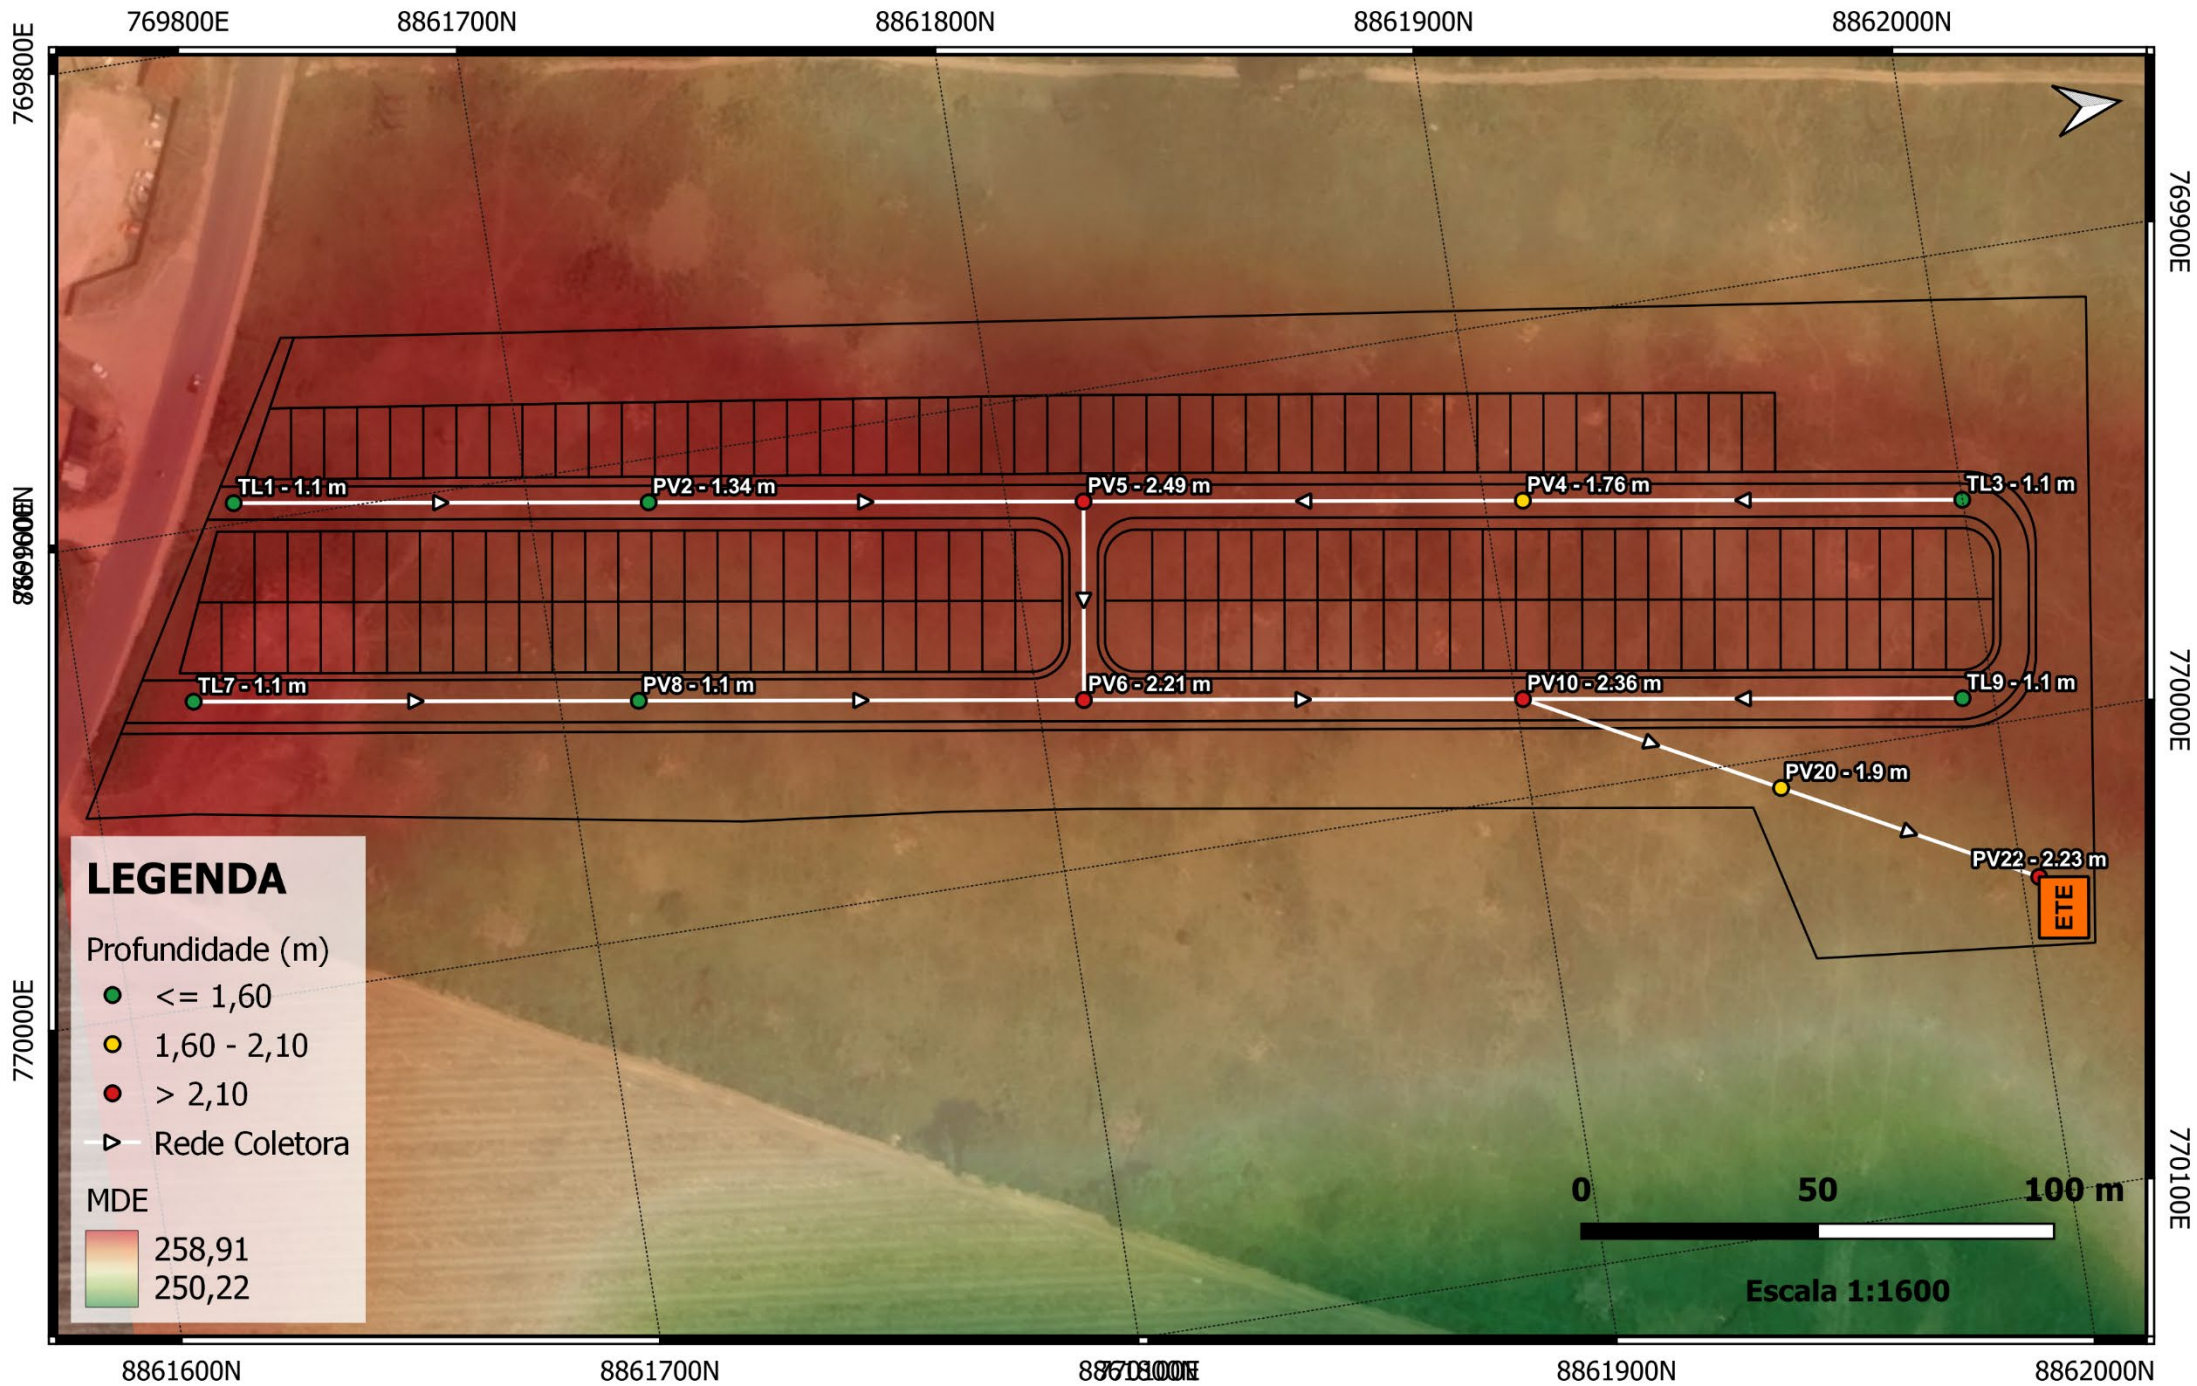 769800E 8861700N 8861800N 8861900N 8862000N
769800E
769900E
TL1 - 1.1 m PV2 - 1.34 m PV5 - 2.49 m PV4 - 1.76 m TL3 - 1.1 m
TL7 - 1.1 m PV8 - 1.1 m PV6 - 2.21 m PV10 - 2.36 m TL9 - 1.1 m
770000E
PV20 - 1.9 m
PV22 - 2.23 m
ETE
LEGENDA
Profundidade (m)
<= 1,60
1,60 - 2,10
> 2,10
Rede Coletora
MDE
258,91
250,22
770000E
770100E
0 50 100 m
Escala 1:1600
8861600N 8861700N 8861900N 8862000N